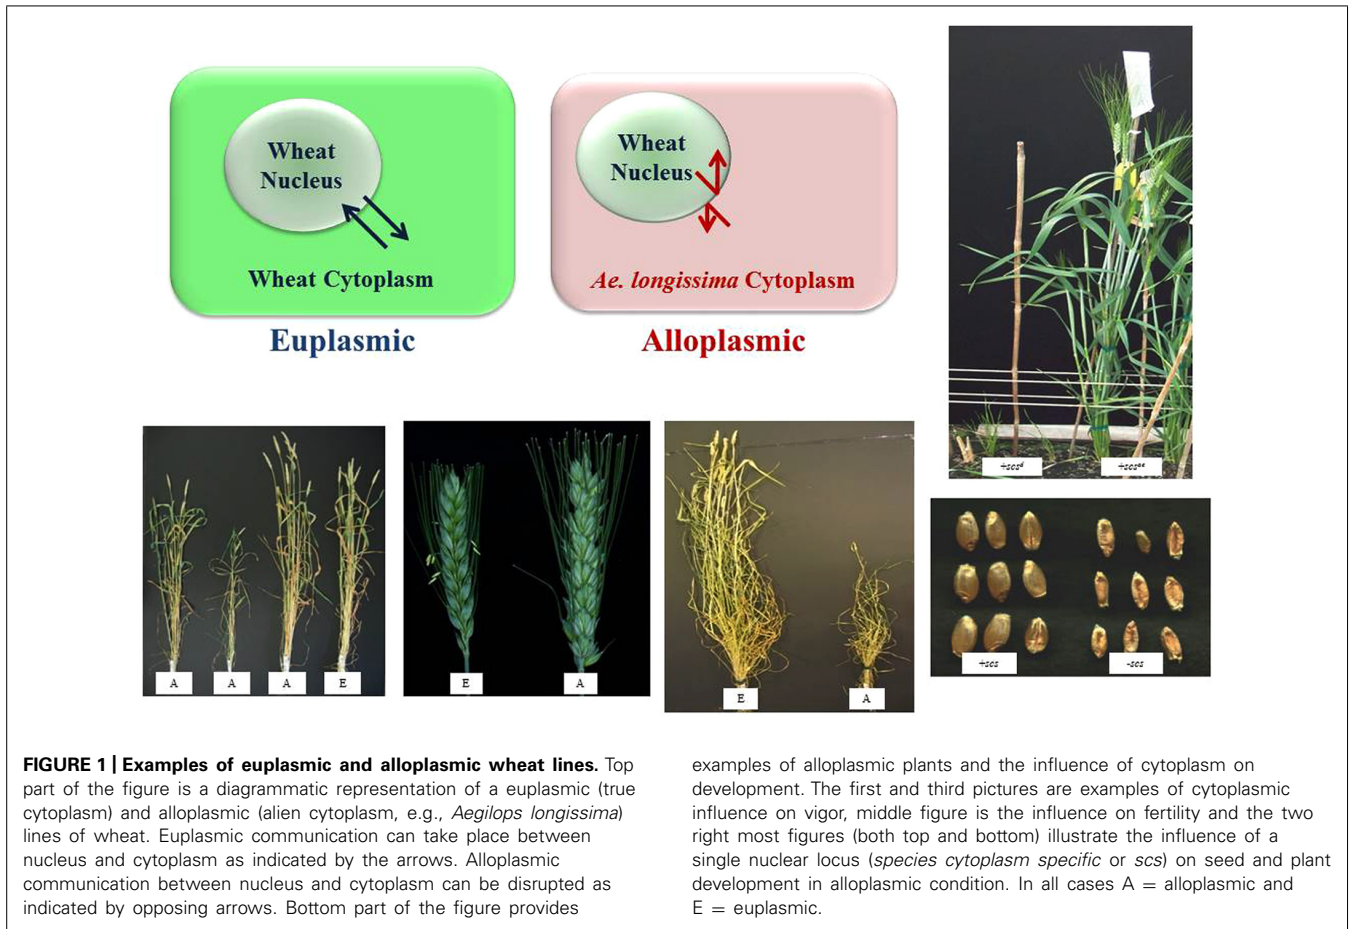 Wheat
Nucleus
Wheat Cytoplasm
Euplasmic
Wheat
Nucleus
Ae. longissima Cytoplasm
Alloplasmic
+scsᵈ
+scsᵃᵉ
A
A
A
E
E
A
E
A
+scs
-scs
FIGURE 1 | Examples of euplasmic and alloplasmic wheat lines. Top
part of the figure is a diagrammatic representation of a euplasmic (true
cytoplasm) and alloplasmic (alien cytoplasm, e.g., Aegilops longissima)
lines of wheat. Euplasmic communication can take place between
nucleus and cytoplasm as indicated by the arrows. Alloplasmic
communication between nucleus and cytoplasm can be disrupted as
indicated by opposing arrows. Bottom part of the figure provides
examples of alloplasmic plants and the influence of cytoplasm on
development. The first and third pictures are examples of cytoplasmic
influence on vigor, middle figure is the influence on fertility and the two
right most figures (both top and bottom) illustrate the influence of a
single nuclear locus (species cytoplasm specific or scs) on seed and plant
development in alloplasmic condition. In all cases A = alloplasmic and
E = euplasmic.